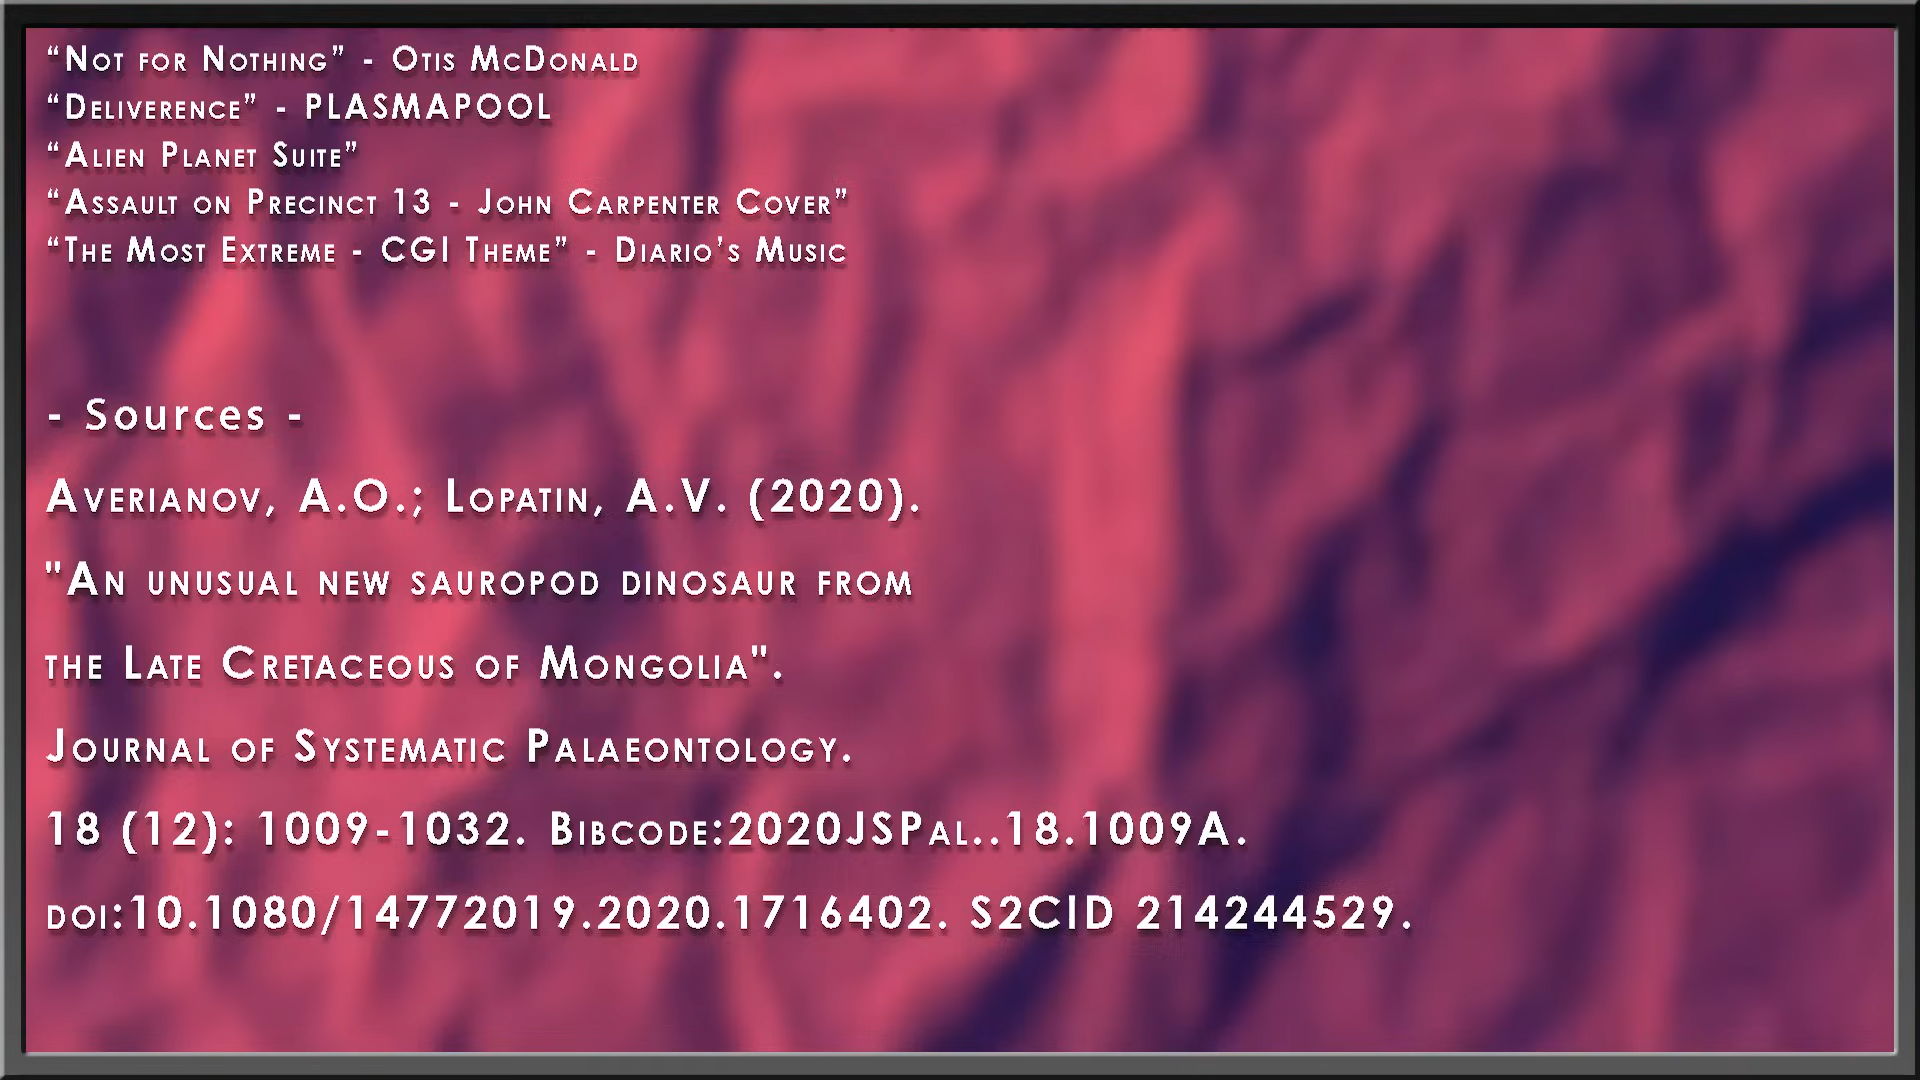 “Not for Nothing” - Otis McDonald
“Deliverence” - PLASMAPOOL
“Alien Planet Suite”
“Assault on Precinct 13 - John Carpenter Cover”
“The Most Extreme - CGI Theme” - Diario’s Music
- Sources -
Averianov, A.O.; Lopatin, A.V. (2020).
"An unusual new sauropod dinosaur from
the Late Cretaceous of Mongolia".
Journal of Systematic Palaeontology.
18 (12): 1009-1032. Bibcode:2020JSPal..18.1009A.
doi:10.1080/14772019.2020.1716402. S2CID 214244529.